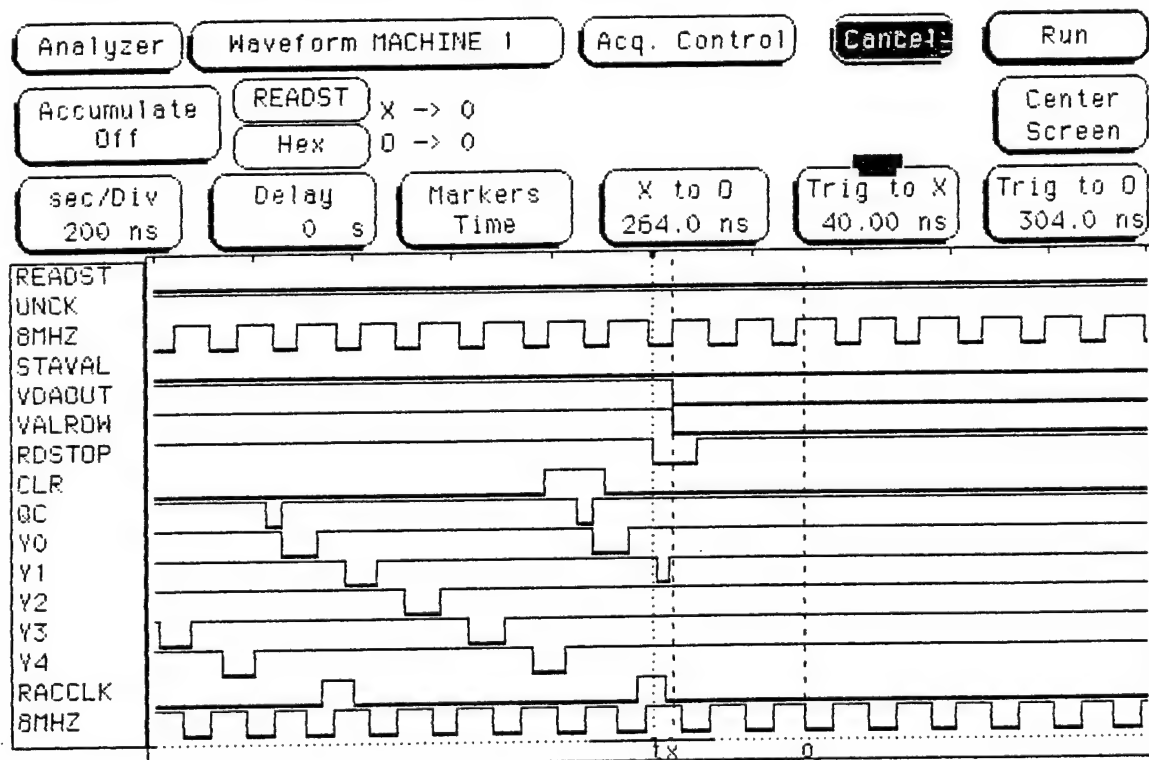 Analyzer Waveform MACHINE 1 Acq. Control Cancel Run
Accumulate Off
READST X -> 0
Hex O -> 0
Center Screen
sec/Div 200 ns
Delay 0 s
Markers Time
X to O 264.0 ns
Trig to X 40.00 ns
Trig to O 304.0 ns
READST
UNCK
8MHZ
STAVAL
VDAOUT
VALROW
RDSTOP
CLR
QC
Y0
Y1
Y2
Y3
Y4
RACCLK
8MHZ
t X O